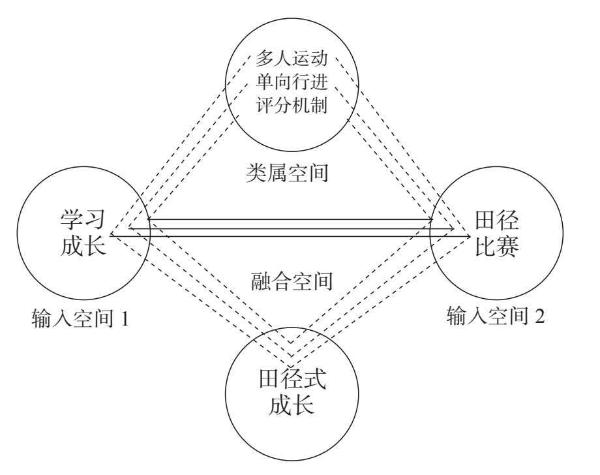 多人运动
单向行进
评分机制
类属空间
学习
成长
田径
比赛
输入空间1
融合空间
输入空间2
田径式
成长